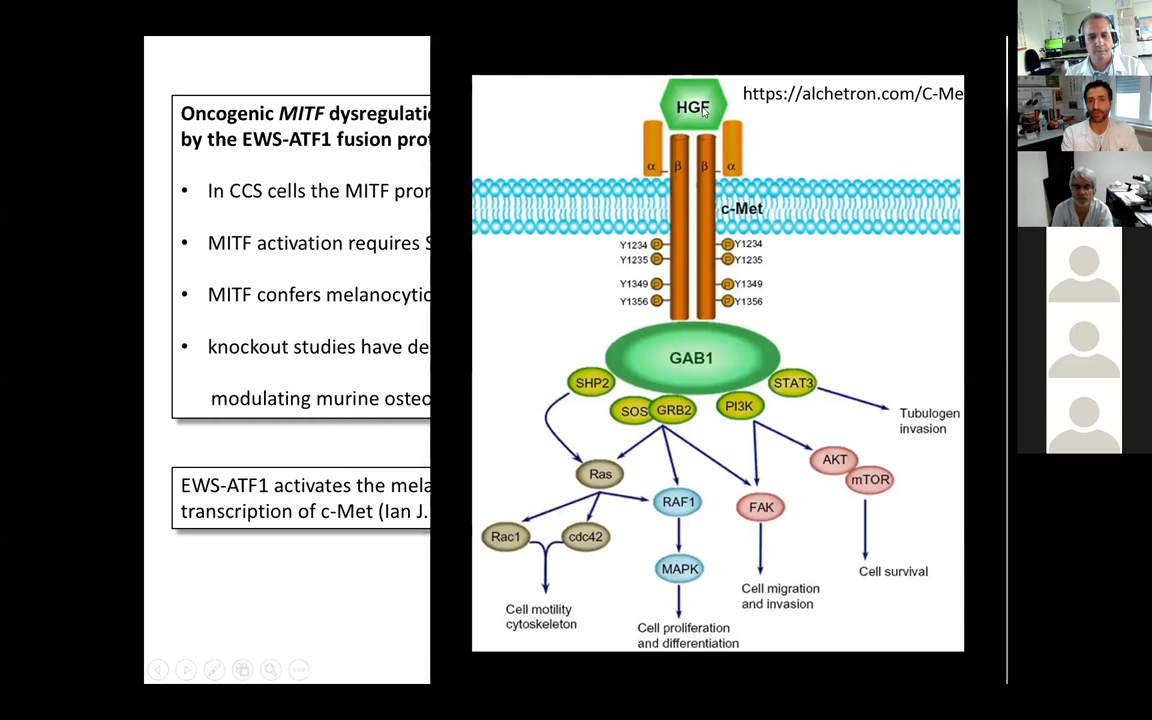 Oncogenic MITF dysregulati
by the EWS-ATF1 fusion prot
• In CCS cells the MITF pror
• MITF activation requires S
• MITF confers melanocytic
• knockout studies have de
modulating murine osteo
EWS-ATF1 activates the mela
transcription of c-Met (Ian J.
https://alchetron.com/C-Me
HGF
α β β α
c-Met
Y1234 P P Y1234
Y1235 P P Y1235
Y1349 P P Y1349
Y1356 P P Y1356
GAB1
SHP2
SOS GRB2
PI3K
STAT3
Tubulogen
invasion
Ras
RAF1
FAK
AKT
mTOR
Rac1
cdc42
MAPK
Cell motility
cytoskeleton
Cell proliferation
and differentiation
Cell migration
and invasion
Cell survival